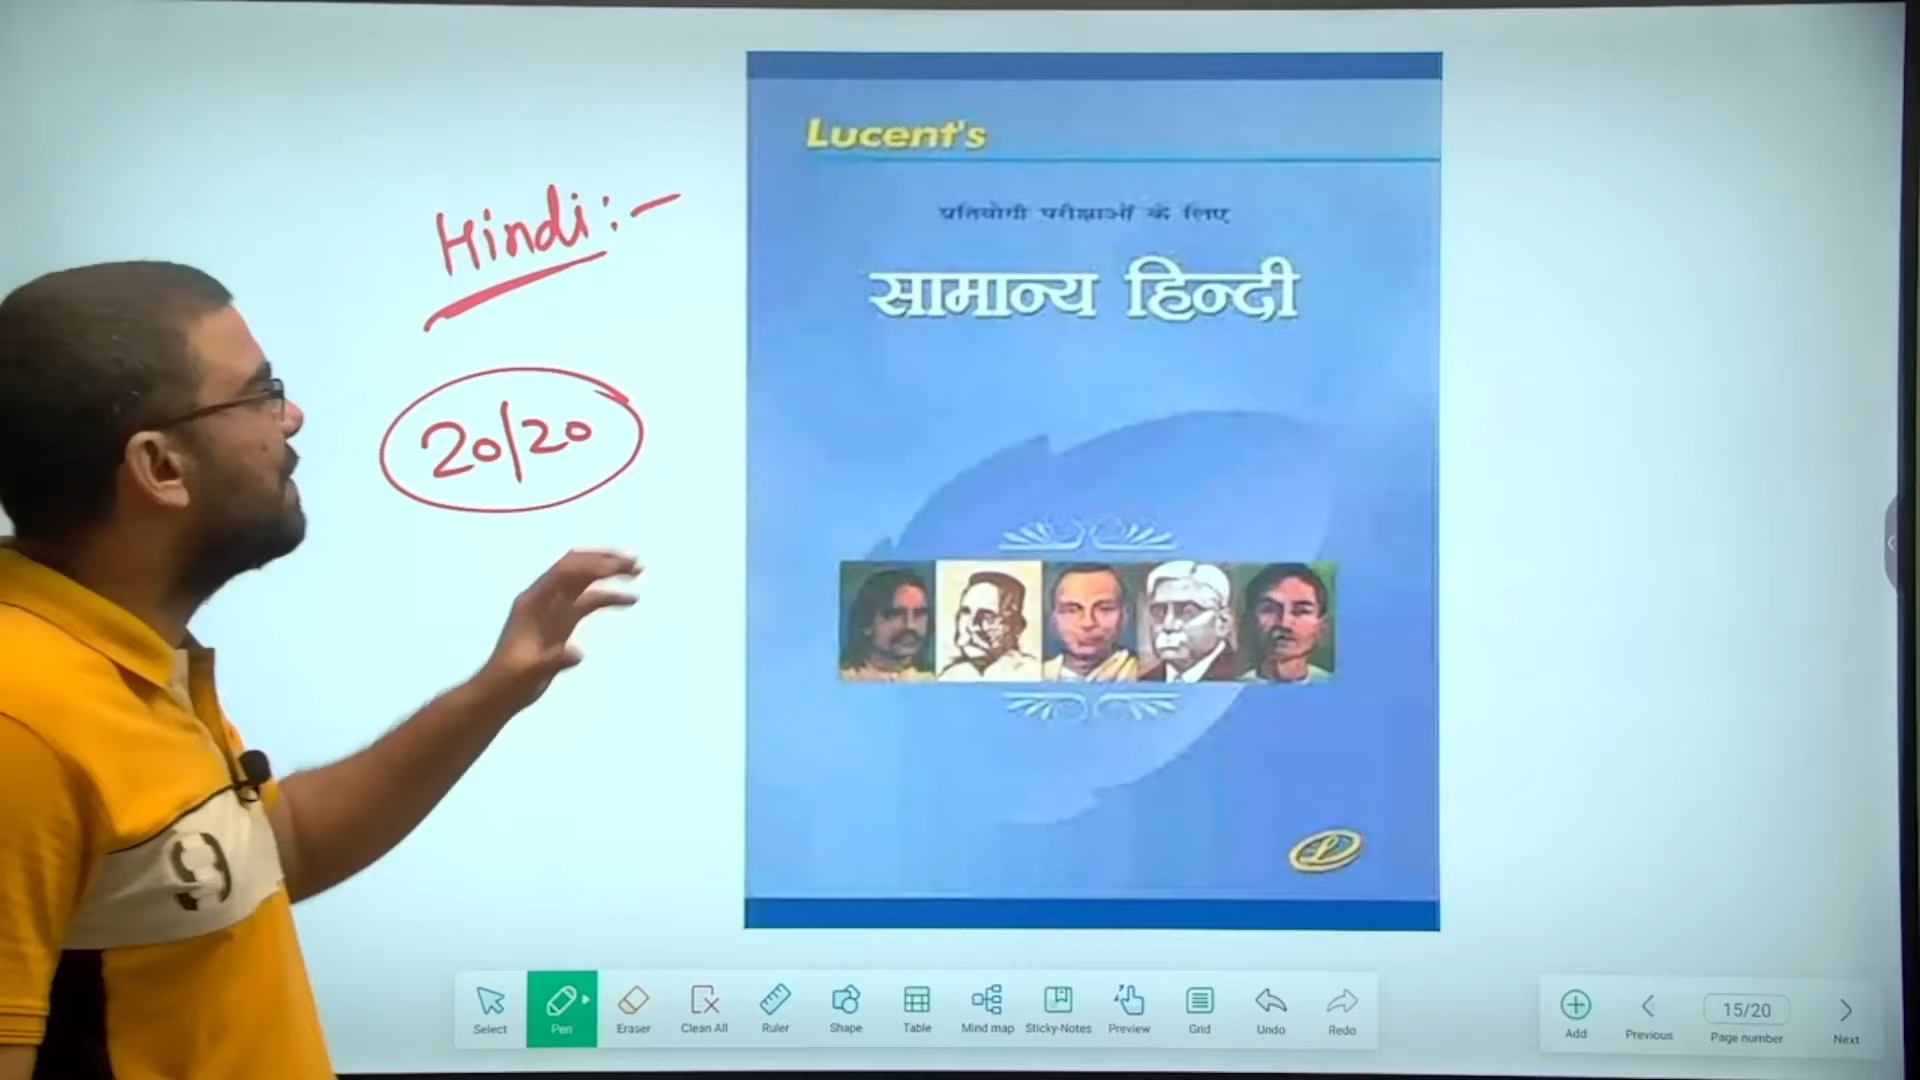 Lucent's
प्रतियोगी परीक्षाओं के लिए
सामान्य हिन्दी
Hindi:-
20/20
9
L
Select
Pen
Eraser
Clean All
Ruler
Shape
Table
Mind map
Sticky-Notes
Preview
Grid
Undo
Redo
Add
Previous
15/20
Page number
Next